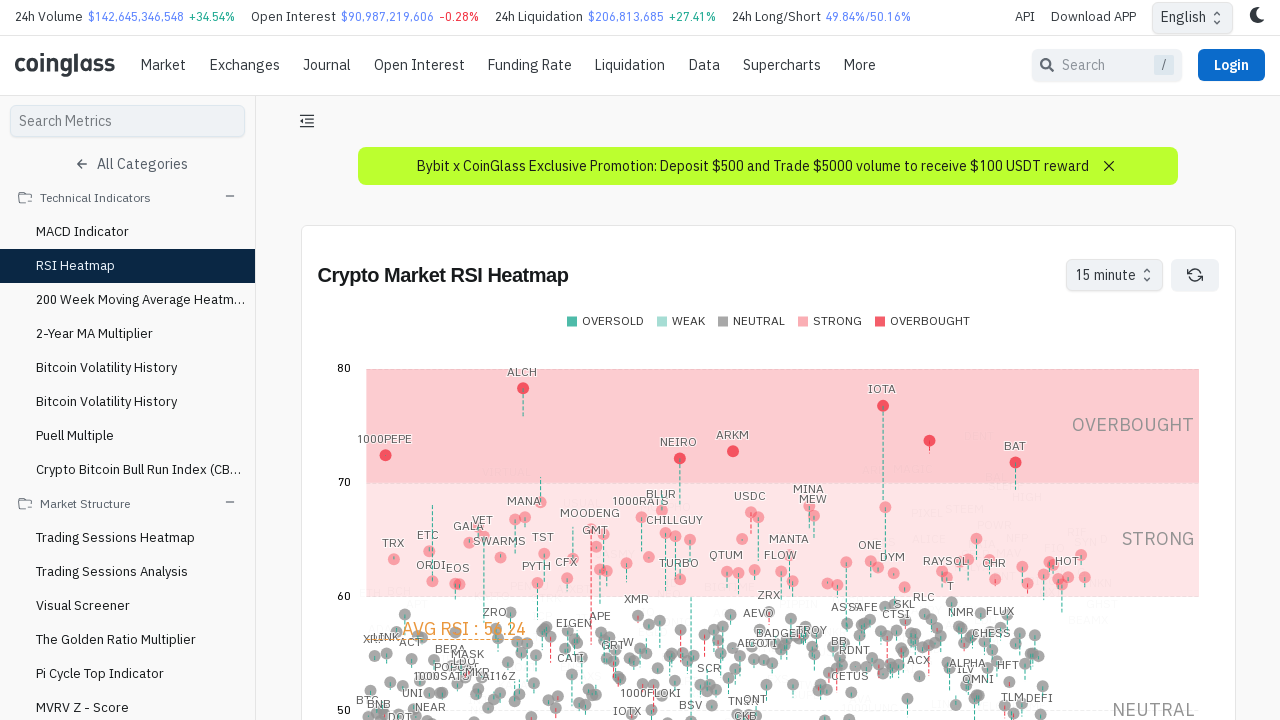 24h Volume $142,645,346,548 +34.54% Open Interest $90,987,219,606 -0.28% 24h Liquidation $206,813,685 +27.41% 24h Long/Short 49.84%/50.16% API Download APP English
coinglass Market Exchanges Journal Open Interest Funding Rate Liquidation Data Supercharts More Search / Login
Search Metrics
All Categories
Technical Indicators
MACD Indicator
RSI Heatmap
200 Week Moving Average Heatm...
2-Year MA Multiplier
Bitcoin Volatility History
Bitcoin Volatility History
Puell Multiple
Crypto Bitcoin Bull Run Index (CB...
Market Structure
Trading Sessions Heatmap
Trading Sessions Analysis
Visual Screener
The Golden Ratio Multiplier
Pi Cycle Top Indicator
MVRV Z - Score
Bybit x CoinGlass Exclusive Promotion: Deposit $500 and Trade $5000 volume to receive $100 USDT reward
Crypto Market RSI Heatmap
15 minute
OVERSOLD WEAK NEUTRAL STRONG OVERBOUGHT
80
ALCH
IOTA
OVERBOUGHT
1000PEPE NEIRO ARKM BAT
70
MANA 1000RATS BLUR USDC MINA MEW
MOODENG CHILLGUY
GALA VET GMT
ETC SWARMS TST MANTA STRONG
TRX QTUM FLOW ONE DYM
ORDI EOS PYTH CFX TURBO RAYSOL CHR HOT
60
XMR ZRX RLC
ZRO APE AEVO CTSI NMR FLUX
AVG RSI : EIGEN BADGER TROY CHESS
LINK ACT BERA MASK GRT W BB RDNT
CATI SCR ACX ALPHA ILV HFT
1000SATS AI16Z CETUS OMNI
UNI 1000FLOKI TLM DEFI
BNB NEAR BSV
50 DOT IOTX CKB NEUTRAL